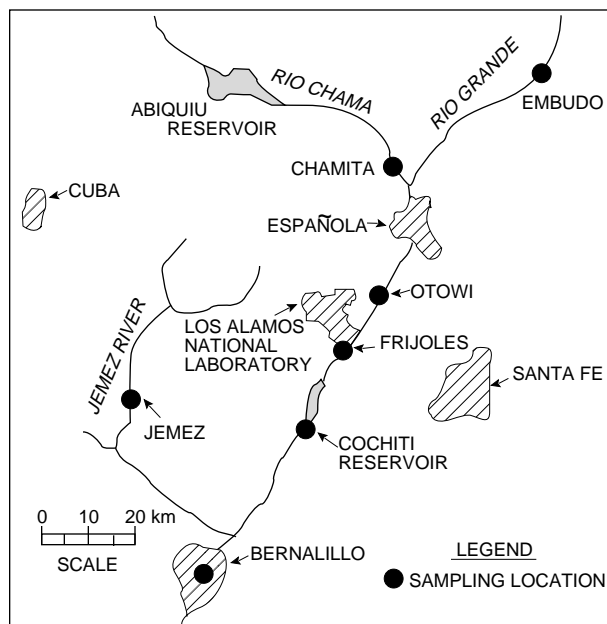 RIO CHAMA
RIO GRANDE
EMBUDO
ABIQUIU
RESERVOIR
CHAMITA
CUBA
ESPAÑOLA
OTOWI
LOS ALAMOS
NATIONAL
LABORATORY
FRIJOLES
SANTA FE
JEMEZ RIVER
JEMEZ
COCHITI
RESERVOIR
0 10 20 km
SCALE
BERNALILLO
LEGEND
SAMPLING LOCATION